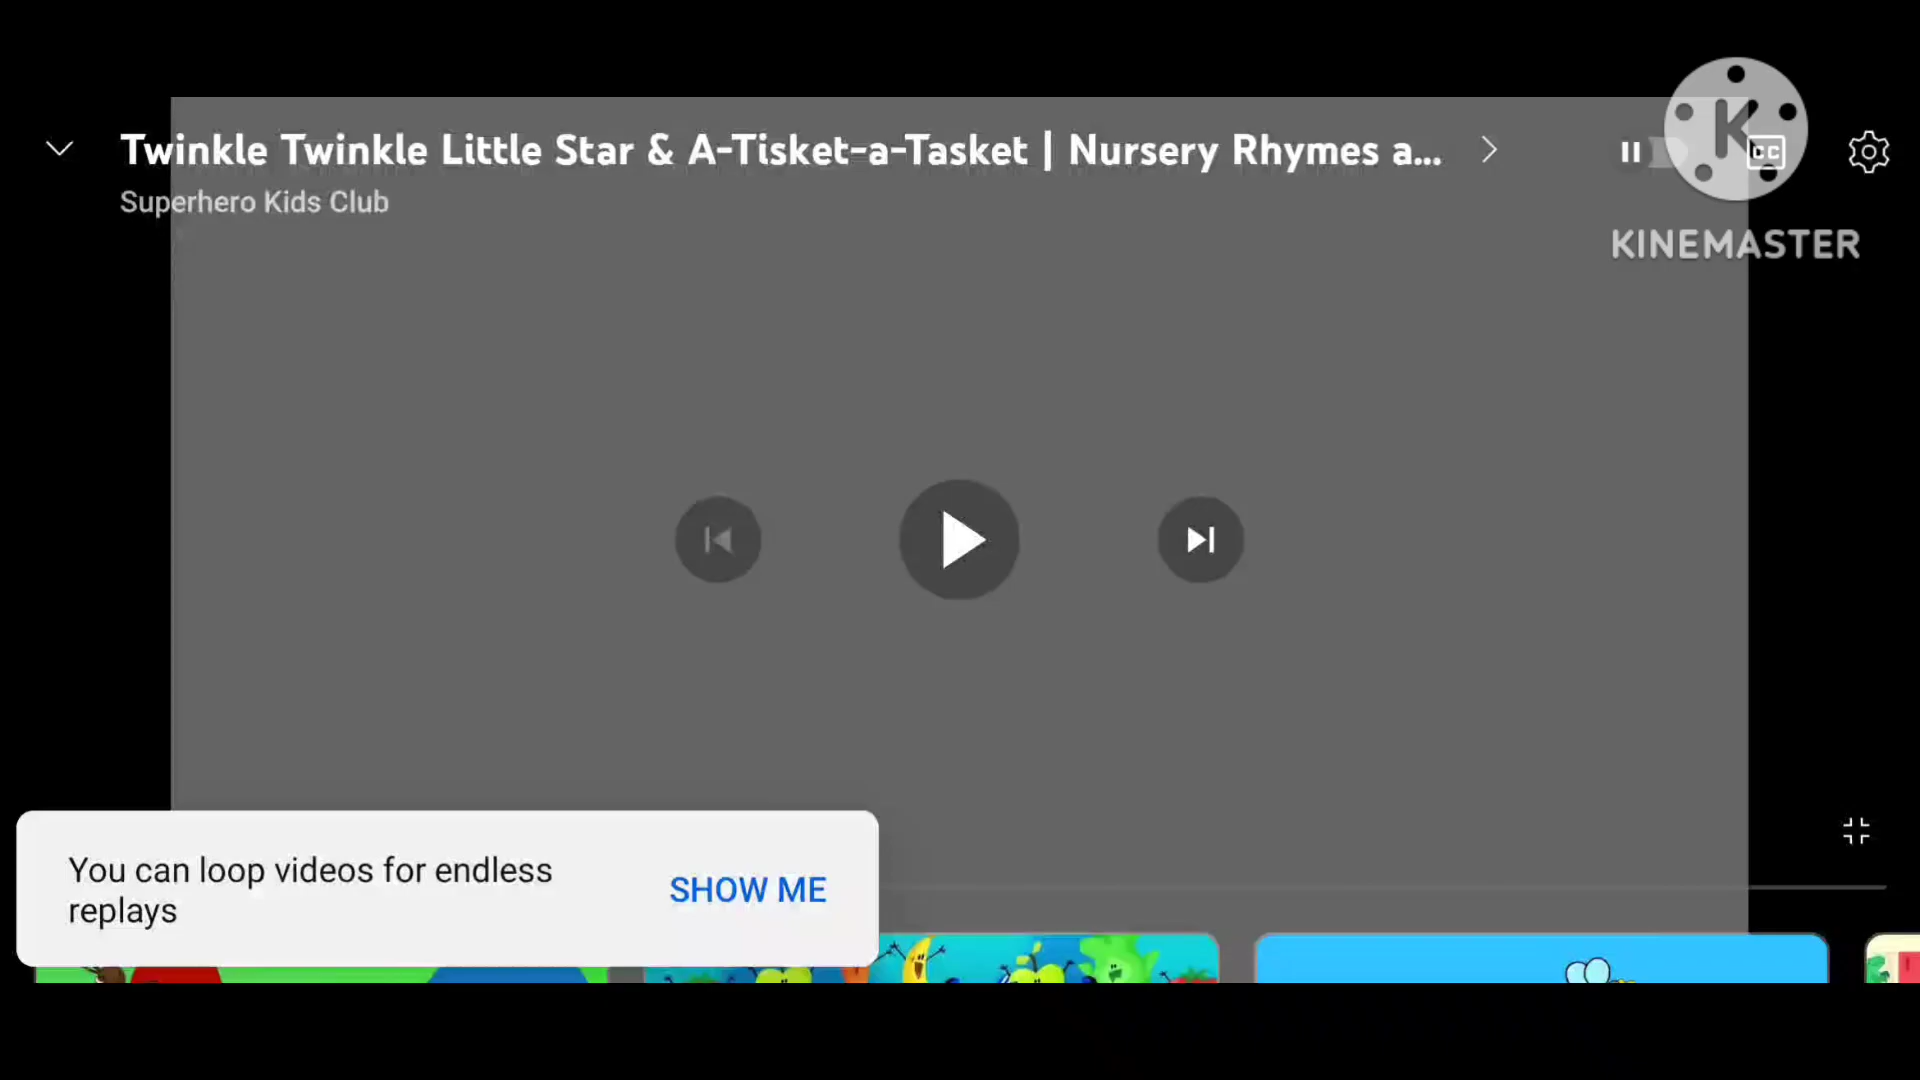 Twinkle Twinkle Little Star & A-Tisket-a-Tasket | Nursery Rhymes a...
Superhero Kids Club
K
CC
KINEMASTER
You can loop videos for endless
replays
SHOW ME